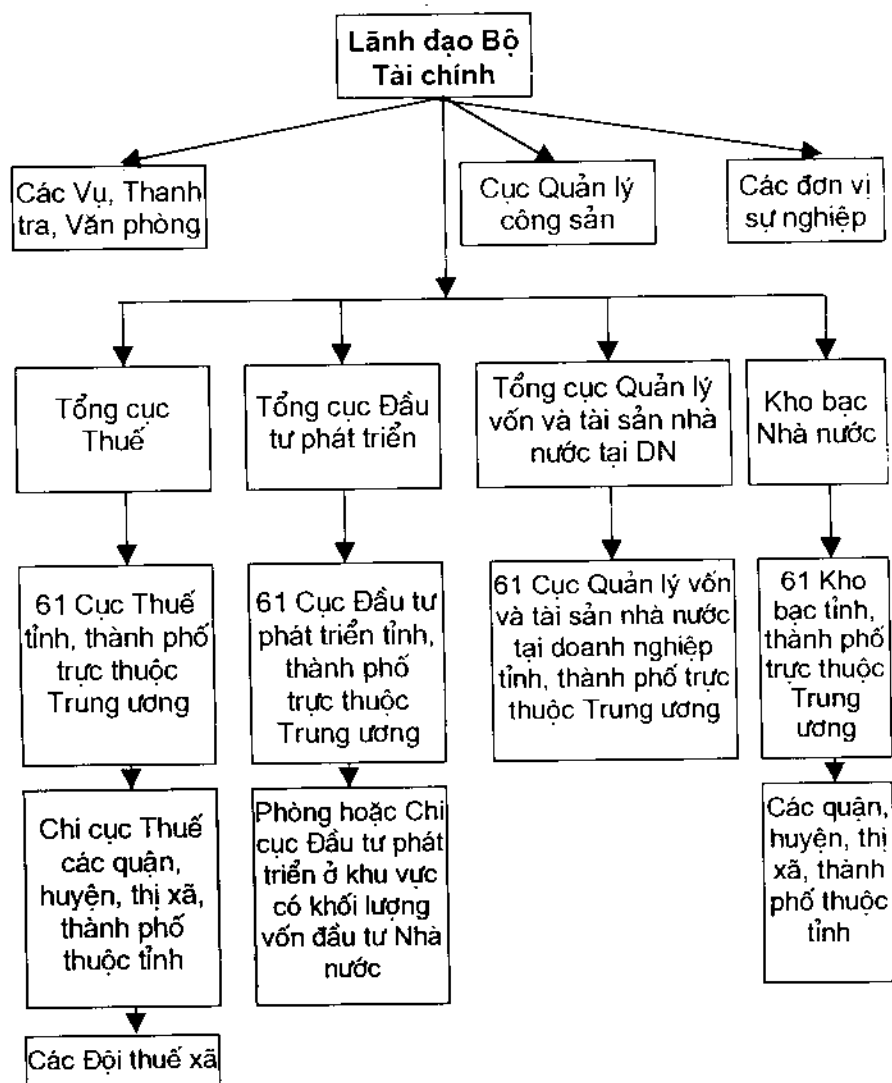 Lãnh đạo Bộ
Tài chính
Các Vụ, Thanh
tra, Văn phòng
Cục Quản lý
công sản
Các đơn vị
sự nghiệp
Tổng cục
Thuế
Tổng cục Đầu
tư phát triển
Tổng cục Quản lý
vốn và tài sản nhà
nước tại DN
Kho bạc
Nhà nước
61 Cục Thuế
tỉnh, thành phố
trực thuộc
Trung ương
61 Cục Đầu tư
phát triển tỉnh,
thành phố
trực thuộc
Trung ương
61 Cục Quản lý vốn
và tài sản nhà nước
tại doanh nghiệp
tỉnh, thành phố trực
thuộc Trung ương
61 Kho
bạc tỉnh,
thành phố
trực thuộc
Trung
ương
Chi cục Thuế
các quận,
huyện, thị xã,
thành phố
thuộc tỉnh
Phòng hoặc Chi
cục Đầu tư phát
triển ở khu vực
có khối lượng
vốn đầu tư Nhà
nước
Các quận,
huyện, thị
xã, thành
phố thuộc
tỉnh
Các Đội thuế xã